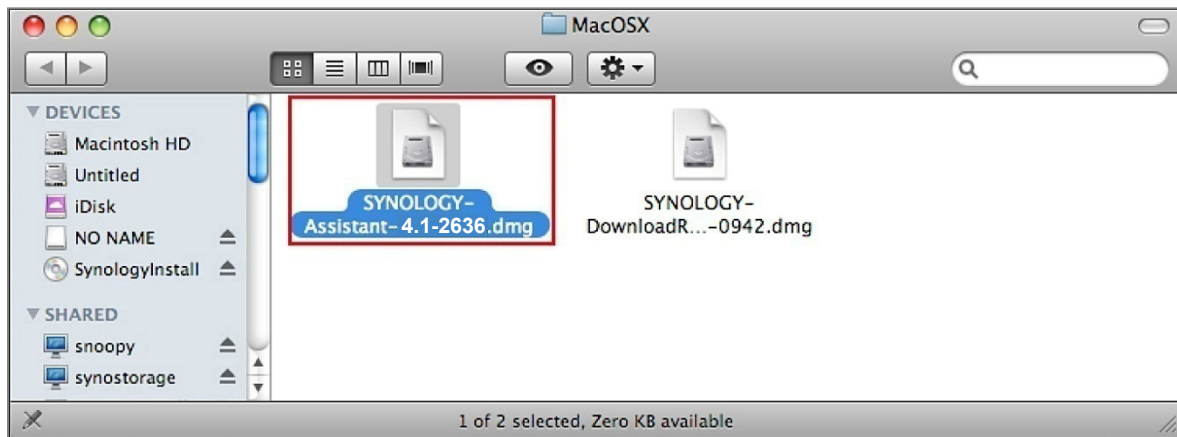 MacOSX
DEVICES
Macintosh HD
Untitled
iDisk
NO NAME
SynologyInstall
SHARED
snoopy
synostorage
SYNOLOGY-
Assistant-4.1-2636.dmg
SYNOLOGY-
DownloadR...-0942.dmg
1 of 2 selected, Zero KB available